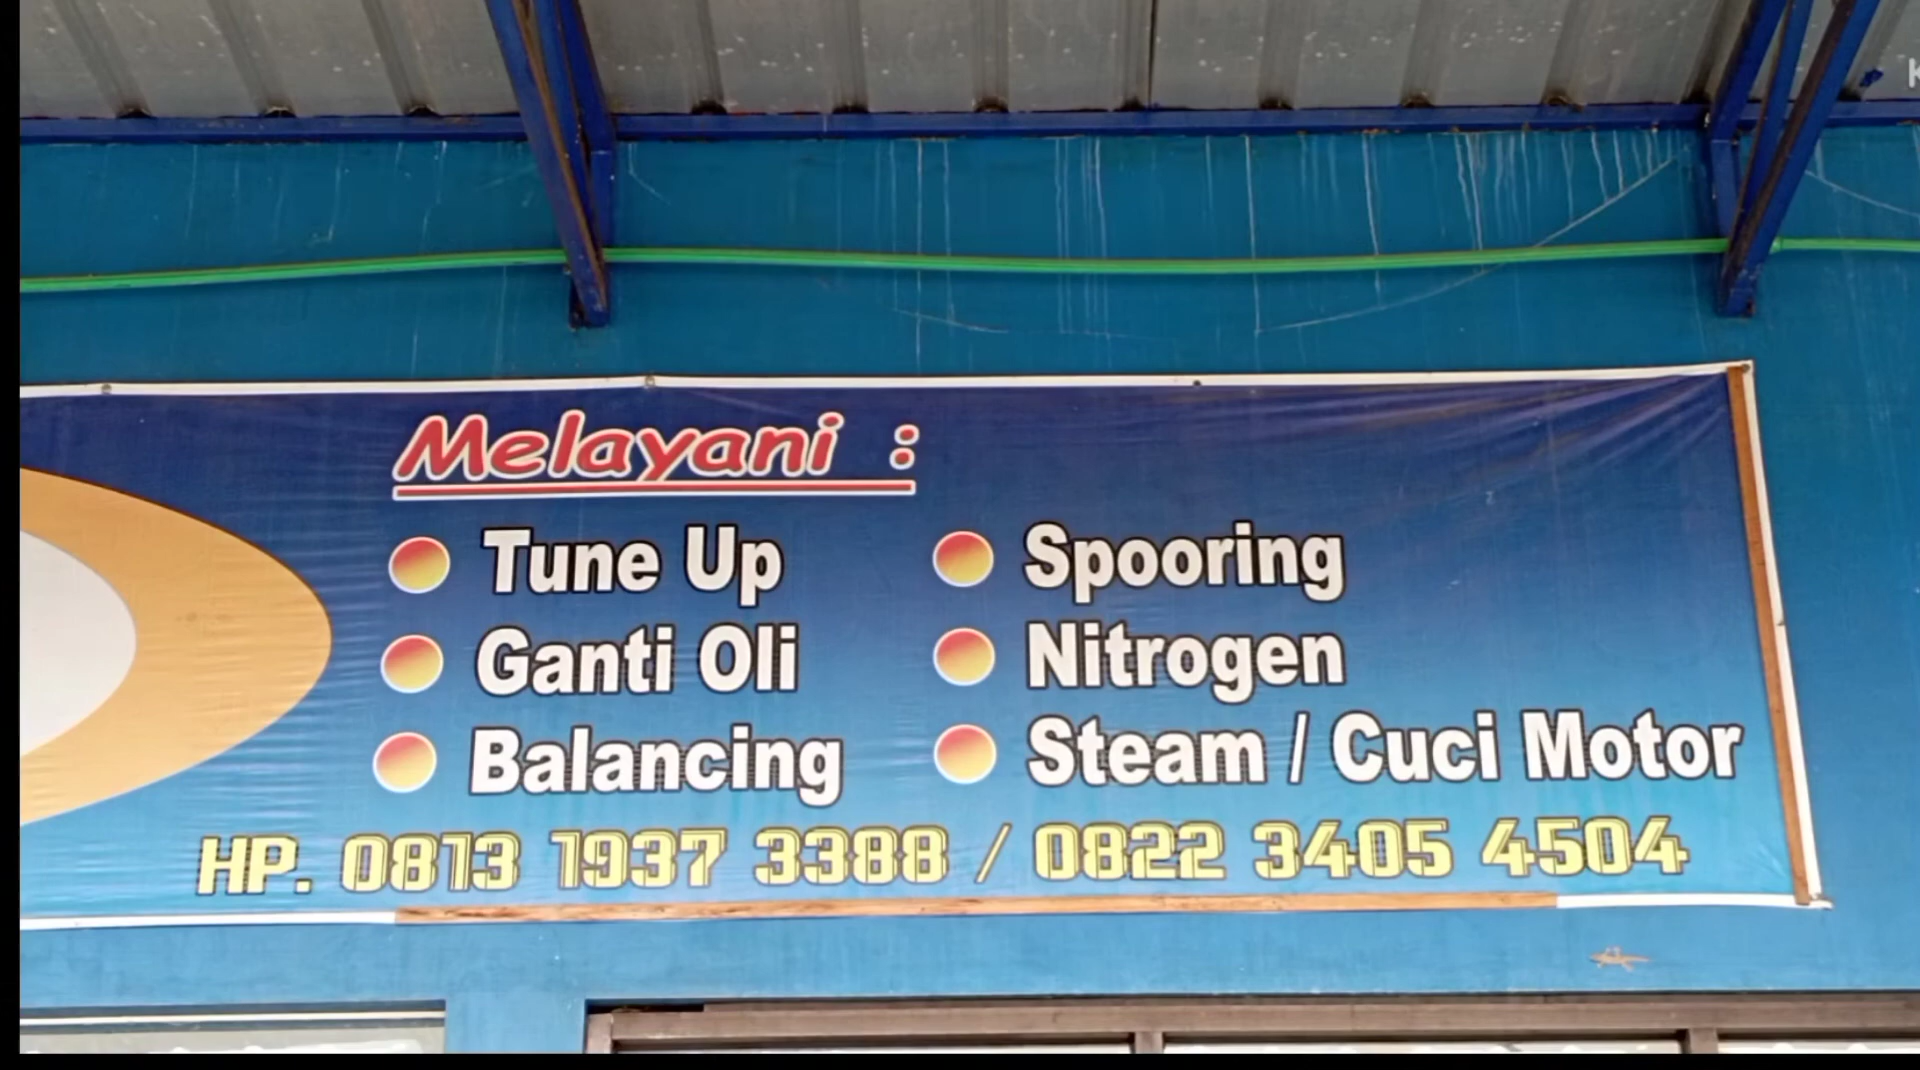 Melayani :
Tune Up
Ganti Oli
Balancing
Spooring
Nitrogen
Steam / Cuci Motor
HP. 0813 1937 3388 / 0822 3405 4504